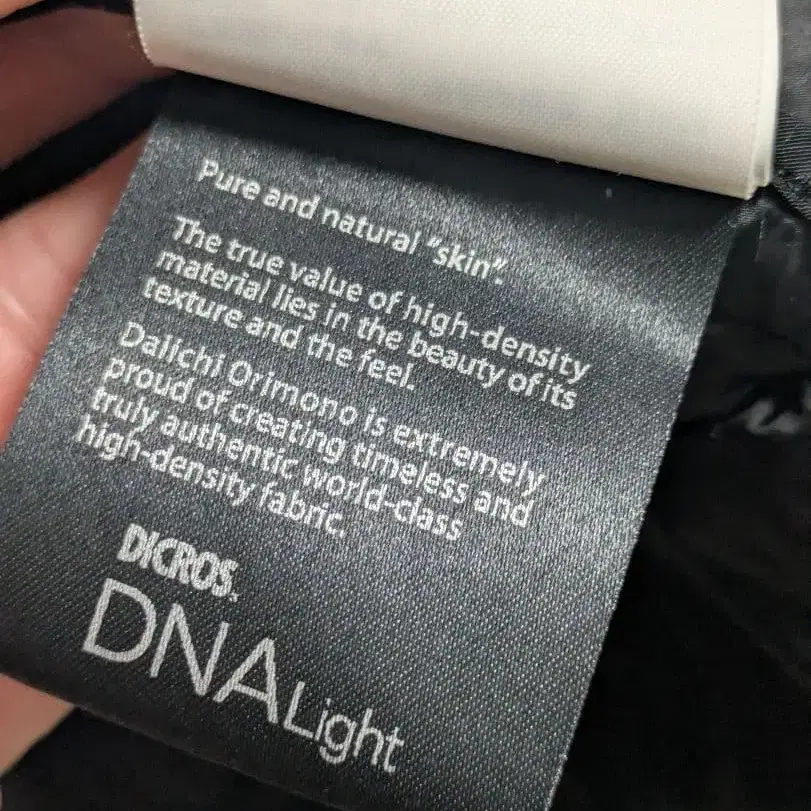 Pure and natural "skin".
The true value of high-density
material lies in the beauty of its
texture and the feel.
Dalichi Orimono is extremely
proud of creating timeless and
truly authentic world-class
high-density fabric.
DICROS.
DNALight